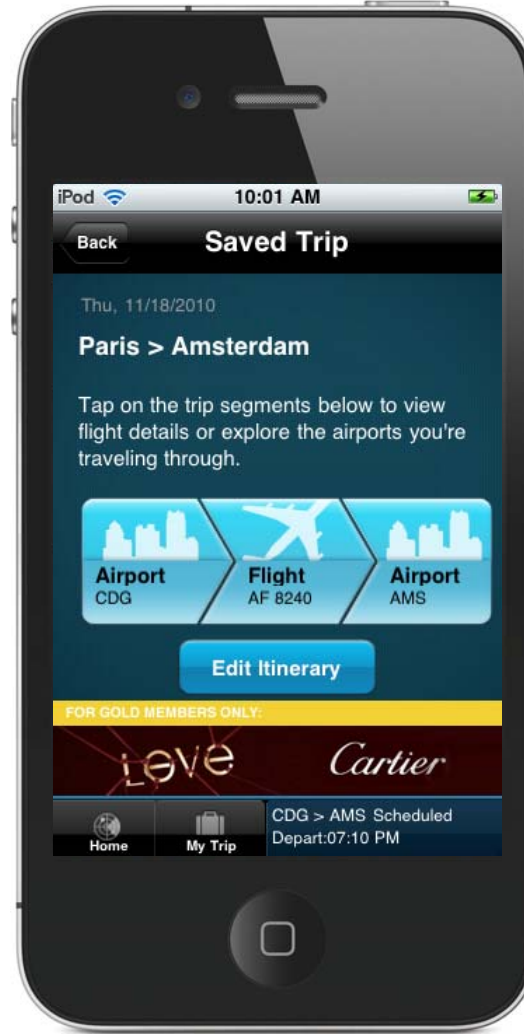 iPod 10:01 AM
Back Saved Trip
Thu, 11/18/2010
Paris > Amsterdam
Tap on the trip segments below to view
flight details or explore the airports you're
traveling through.
Airport Flight Airport
CDG AF 8240 AMS
Edit Itinerary
FOR GOLD MEMBERS ONLY:
LOVE Cartier
CDG > AMS Scheduled
Home My Trip Depart:07:10 PM